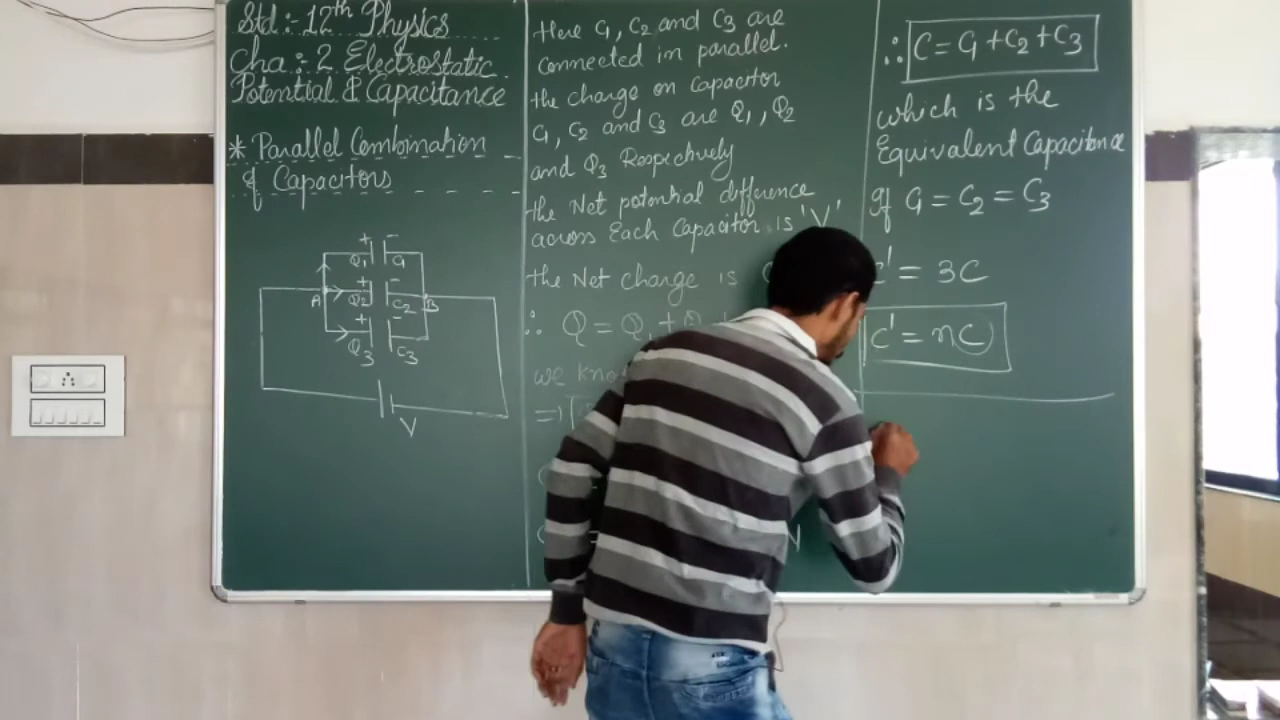 Std:- 12th Physics
Cha:- 2 Electrostatic
Potential & Capacitance
* Parallel Combination
of Capacitors
+ -
Q1 C1
+ -
A Q2 C2 B
+ -
Q3 C3
V
Here C1, C2 and C3 are
connected in parallel.
the charge on capacitor
C1, C2 and C3 are Q1, Q2
and Q3 Respectively
the Net potential difference
across Each Capacitor is 'V'
the Net charge is
∴ Q = Q1 +
we know
V
∴ C = C1 + C2 + C3
which is the
Equivalent Capacitance
If C1 = C2 = C3
C' = 3C
C' = nC